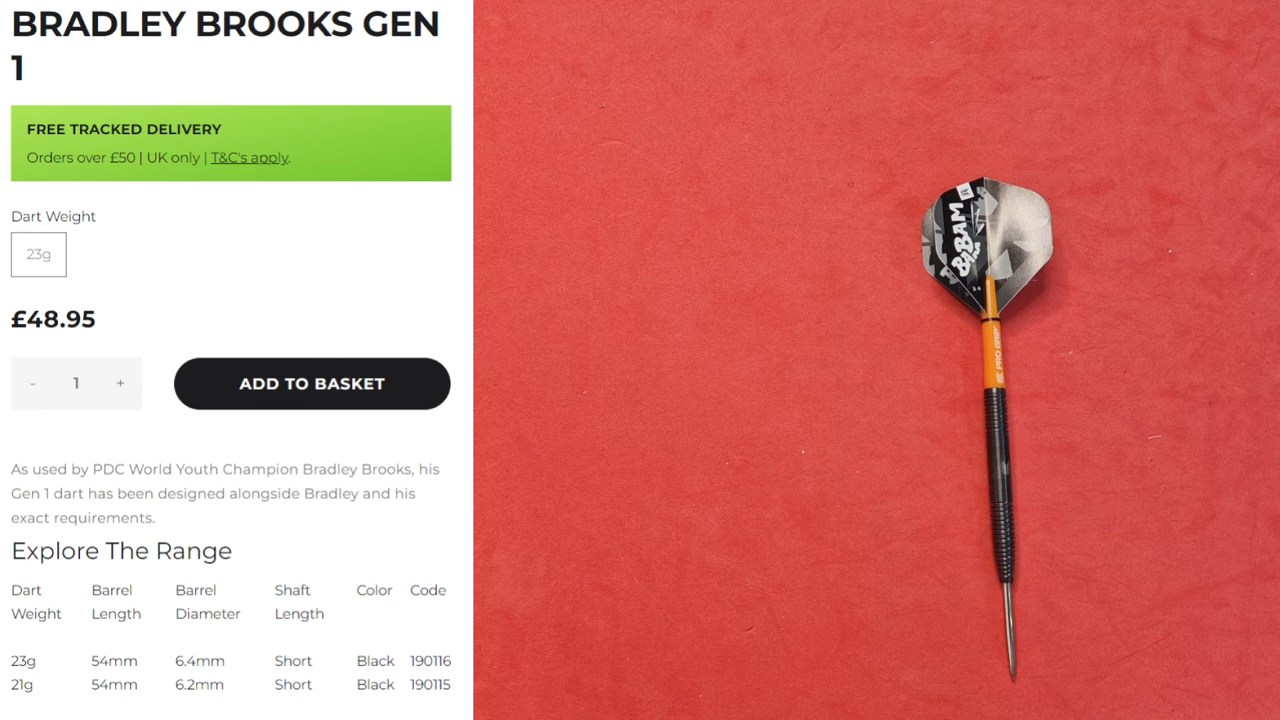 BRADLEY BROOKS GEN
1
FREE TRACKED DELIVERY
Orders over £50 | UK only | T&C's apply.
Dart Weight
23g
£48.95
- 1 +
ADD TO BASKET
As used by PDC World Youth Champion Bradley Brooks, his
Gen 1 dart has been designed alongside Bradley and his
exact requirements.
Explore The Range
Dart Weight Barrel Length Barrel Diameter Shaft Length Color Code
23g 54mm 6.4mm Short Black 190116
21g 54mm 6.2mm Short Black 190115
BAM
PRO GRIP